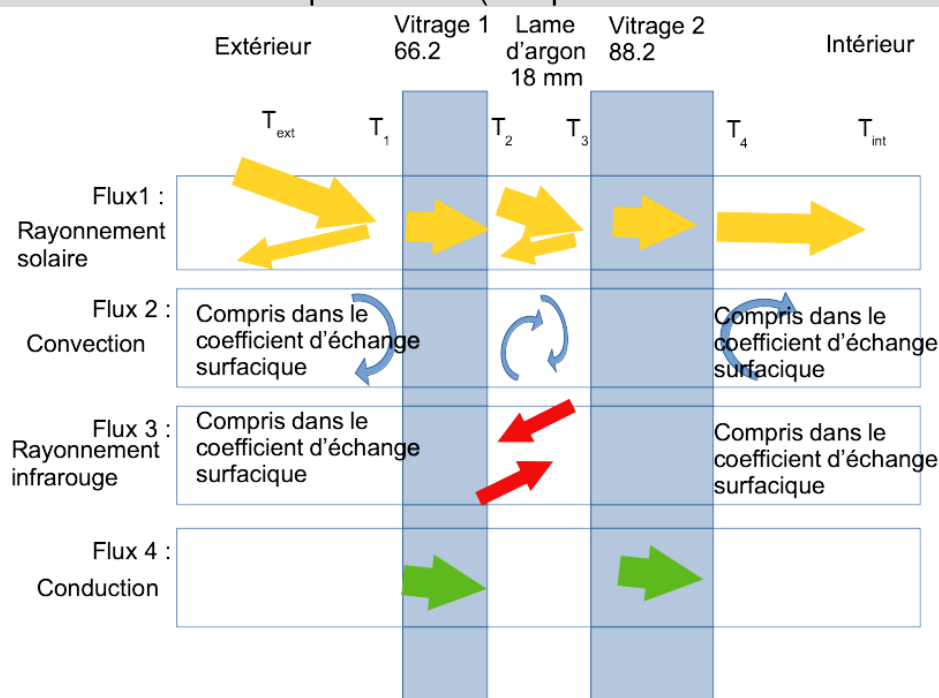 Extérieur
Vitrage 1
66.2
Lame
d'argon
18 mm
Vitrage 2
88.2
Intérieur
T ext
T 1
T 2
T 3
T 4
T int
Flux1 :
Rayonnement
solaire
Flux 2 :
Convection
Compris dans le
coefficient d'échange
surfacique
Compris dans le
coefficient d'échange
surfacique
Flux 3 :
Rayonnement
infrarouge
Compris dans le
coefficient d'échange
surfacique
Compris dans le
coefficient d'échange
surfacique
Flux 4 :
Conduction